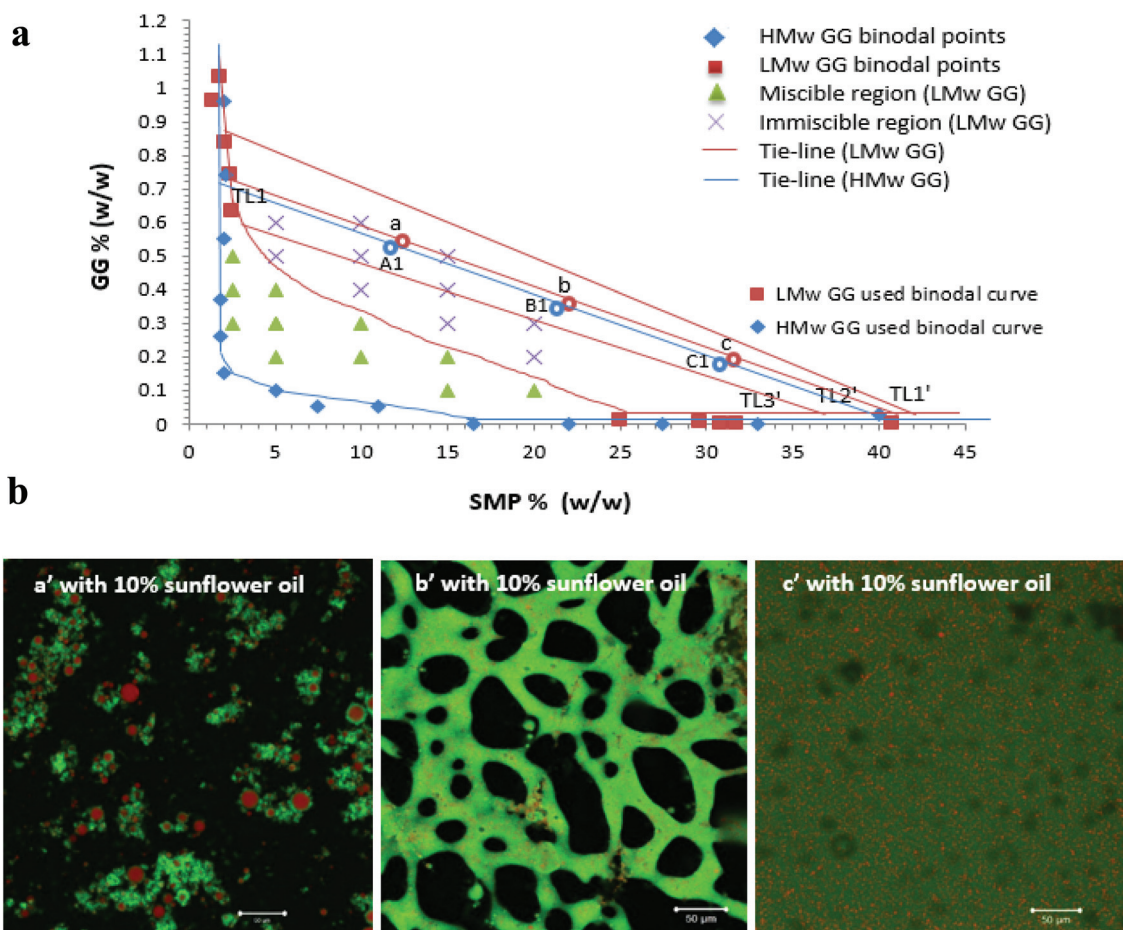 a
1.2
1.1
1
0.9
0.8
0.7
0.6
0.5
0.4
0.3
0.2
0.1
0
GG % (w/w)
HMw GG binodal points
LMw GG binodal points
Miscible region (LMw GG)
Immiscible region (LMw GG)
Tie-line (LMw GG)
Tie-line (HMw GG)
TL1
a
A1
b
B1
c
C1
LMw GG used binodal curve
HMw GG used binodal curve
TL3'
TL2'
TL1'
0 5 10 15 20 25 30 35 40 45
SMP % (w/w)
b
a' with 10% sunflower oil
b' with 10% sunflower oil
c' with 10% sunflower oil
50 µm
50 µm